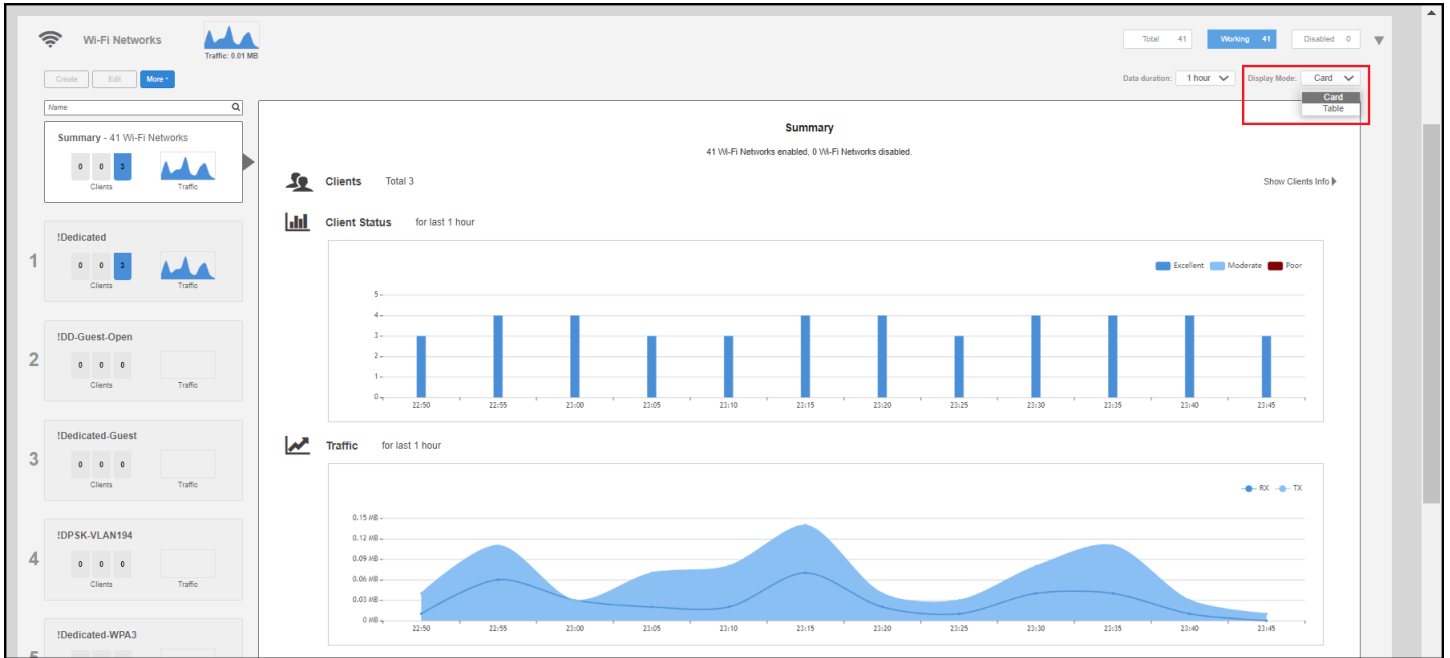 Wi-Fi Networks
Traffic: 0.01 MB
Total 41 Working 41 Disabled 0
Create Edit More
Data duration: 1 hour Display Mode: Card
Card
Table
Name
Summary - 41 Wi-Fi Networks
0 0 3
Clients Traffic
1
!Dedicated
0 0 3
Clients Traffic
2
!DD-Guest-Open
0 0 0
Clients Traffic
3
!Dedicated-Guest
0 0 0
Clients Traffic
4
!DPSK-VLAN194
0 0 0
Clients Traffic
5
!Dedicated-WPA3
Summary
41 Wi-Fi Networks enabled, 0 Wi-Fi Networks disabled.
Clients Total 3 Show Clients Info
Client Status for last 1 hour
Excellent Moderate Poor
5
4
3
2
1
0
22:50 22:55 23:00 23:05 23:10 23:15 23:20 23:25 23:30 23:35 23:40 23:45
Traffic for last 1 hour
RX TX
0.15 MB
0.12 MB
0.09 MB
0.06 MB
0.03 MB
0 MB
22:50 22:55 23:00 23:05 23:10 23:15 23:20 23:25 23:30 23:35 23:40 23:45